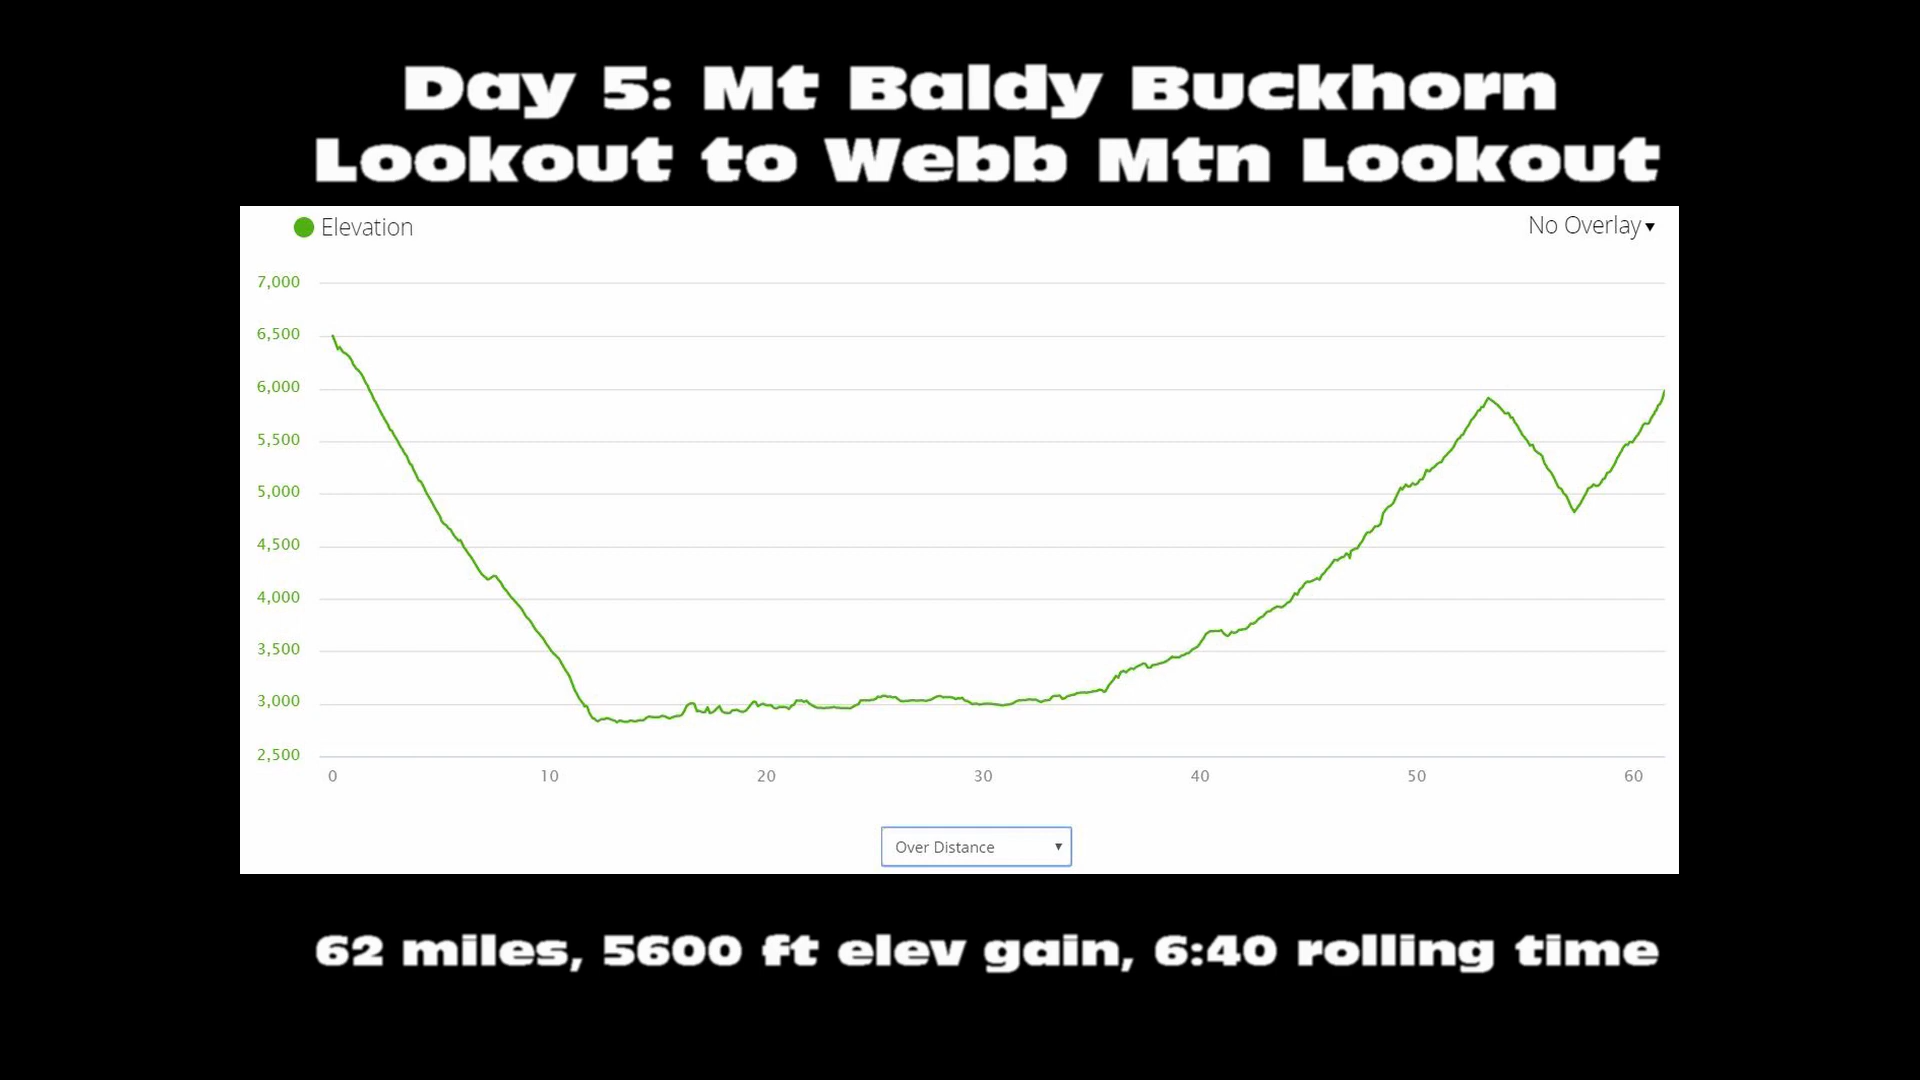 Day 5: Mt Baldy Buckhorn
Lookout to Webb Mtn Lookout
Elevation
No Overlay
7,000
6,500
6,000
5,500
5,000
4,500
4,000
3,500
3,000
2,500
0 10 20 30 40 50 60
Over Distance
62 miles, 5600 ft elev gain, 6:40 rolling time